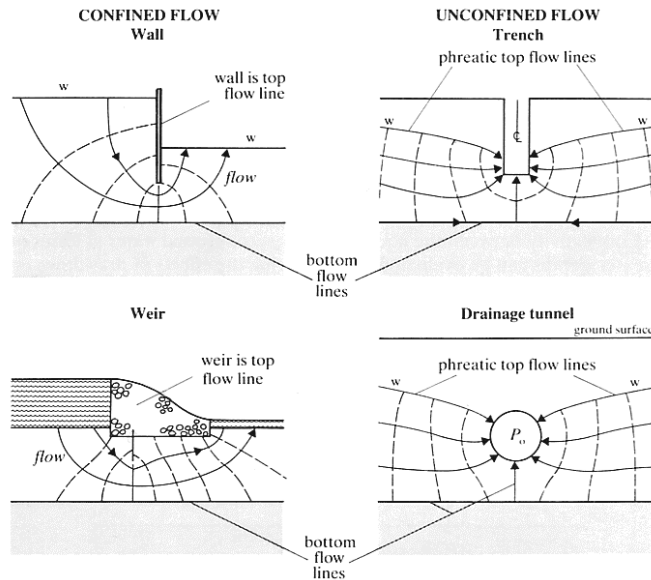 CONFINED FLOW
Wall
w
wall is top
flow line
w
flow
UNCONFINED FLOW
Trench
phreatic top flow lines
w
℄
w
bottom
flow
lines
Weir
weir is top
flow line
flow
Drainage tunnel
ground surface
w
phreatic top flow lines
w
bottom
flow
lines